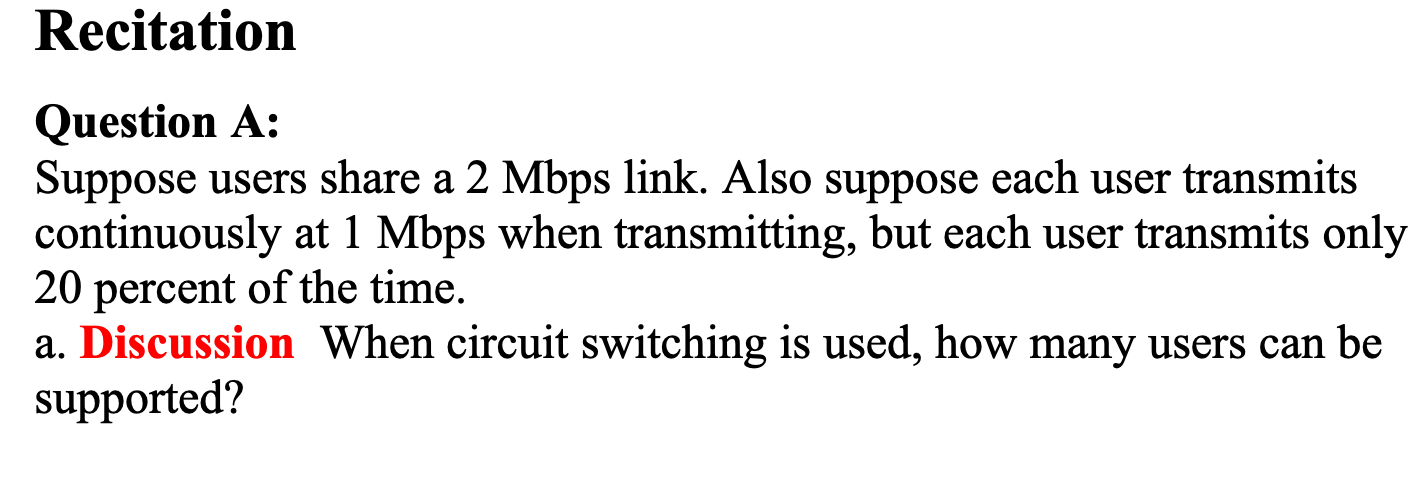 Recitation
Question A:
Suppose users share a 2 Mbps link. Also suppose each user transmits
continuously at 1 Mbps when transmitting, but each user transmits only
20 percent of the time.
a. Discussion When circuit switching is used, how many users can be
supported?